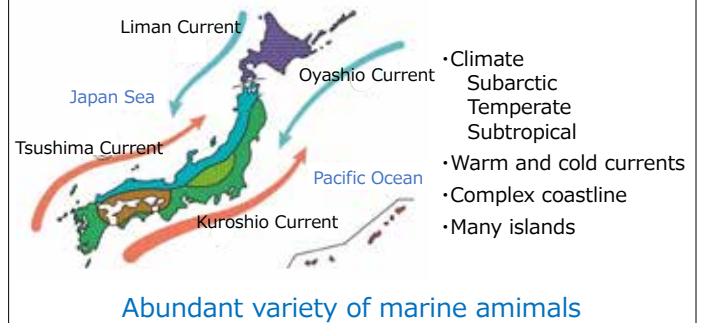 Liman Current
Oyashio Current
Japan Sea
Tsushima Current
Pacific Ocean
Kuroshio Current
・Climate
Subarctic
Temperate
Subtropical
・Warm and cold currents
・Complex coastline
・Many islands
Abundant variety of marine amimals